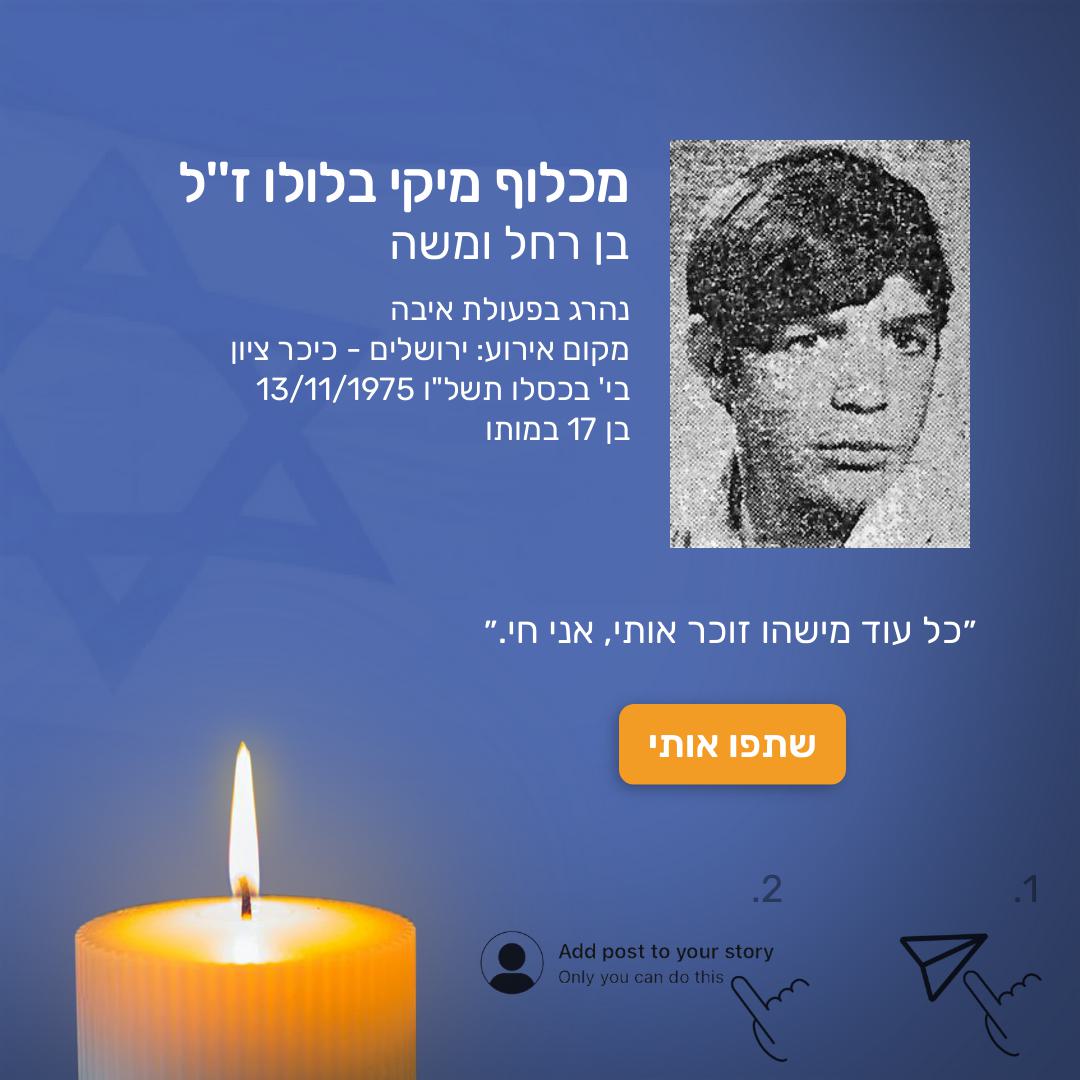 מכלוף מיקי בלולו ז"ל
בן רחל ומשה
נהרג בפעולת איבה
מקום אירוע: ירושלים - כיכר ציון
בי' בכסלו תשל"ו 13/11/1975
בן 17 במותו
״כל עוד מישהו זוכר אותי, אני חי.״
שתפו אותי
.1
.2
Add post to your story
Only you can do this